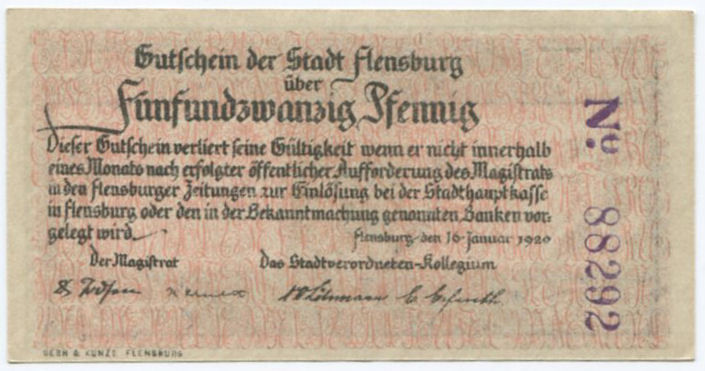 Gutschein der Stadt Flensburg
über
Fünfundzwanzig Pfennig
Dieser Gutschein verliert seine Gültigkeit wenn er nicht innerhalb
eines Monats nach erfolgter öffentlicher Aufforderung des Magistrats
in den Flensburger Zeitungen zur Einlösung bei der Stadthauptkasse
in Flensburg oder den in der Bekanntmachung genannten Banken vor-
gelegt wird.
Flensburg, den 16 Januar 1920
Der Magistrat Das Stadtverordneten-Kollegium
No. 88292
& KUNZE FLENSBURG